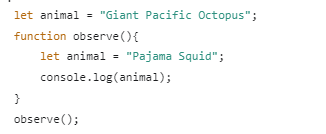 let animal = "Giant Pacific Octopus";
function observe(){
    let animal = "Pajama Squid";
    console.log(animal);
}
observe();